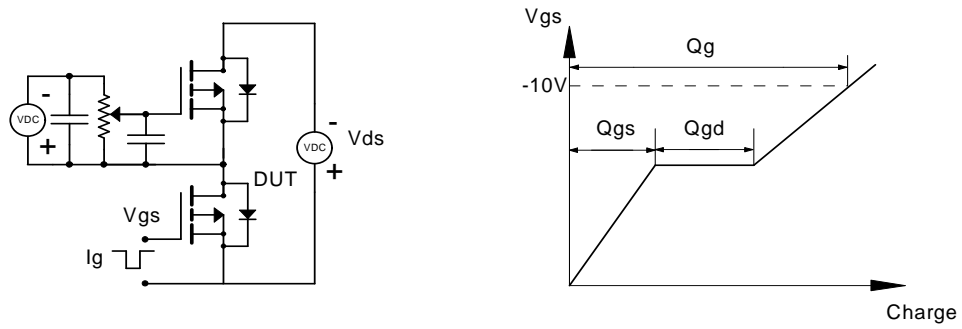 -
VDC
+
Vgs
Ig
DUT
-
VDC
+
Vds
Vgs
Qg
-10V
Qgs
Qgd
Charge